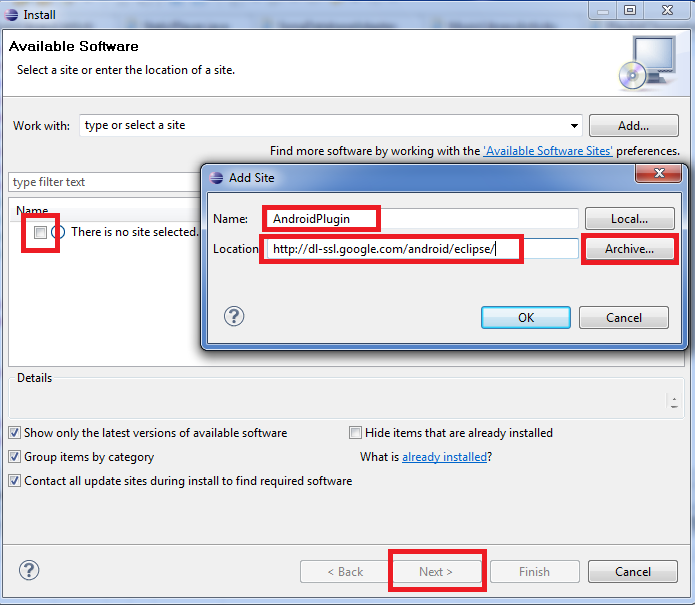 Install
Available Software
Select a site or enter the location of a site.
Work with: type or select a site Add...
Find more software by working with the 'Available Software Sites' preferences.
type filter text
Add Site
Name: AndroidPlugin Local...
Location: http://dl-ssl.google.com/android/eclipse/ Archive...
? OK Cancel
Name
There is no site selected.
Details
Show only the latest versions of available software Hide items that are already installed
Group items by category What is already installed?
Contact all update sites during install to find required software
? < Back Next > Finish Cancel